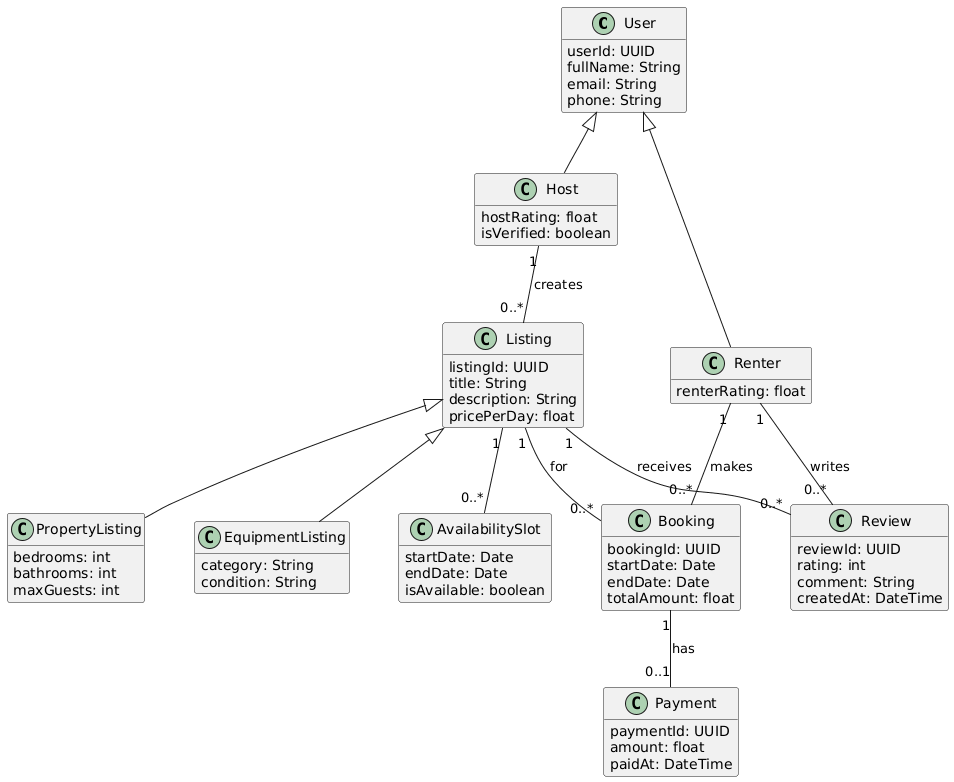 C User
userId: UUID
fullName: String
email: String
phone: String
C Host
hostRating: float
isVerified: boolean
1
creates
0..*
C Listing
listingId: UUID
title: String
description: String
pricePerDay: float
C Renter
renterRating: float
1
1
for
1
receives
1
makes
1
writes
0..*
0..*
0..*
0..*
0..*
C PropertyListing
bedrooms: int
bathrooms: int
maxGuests: int
C EquipmentListing
category: String
condition: String
C AvailabilitySlot
startDate: Date
endDate: Date
isAvailable: boolean
C Booking
bookingId: UUID
startDate: Date
endDate: Date
totalAmount: float
C Review
reviewId: UUID
rating: int
comment: String
createdAt: DateTime
1
has
0..1
C Payment
paymentId: UUID
amount: float
paidAt: DateTime